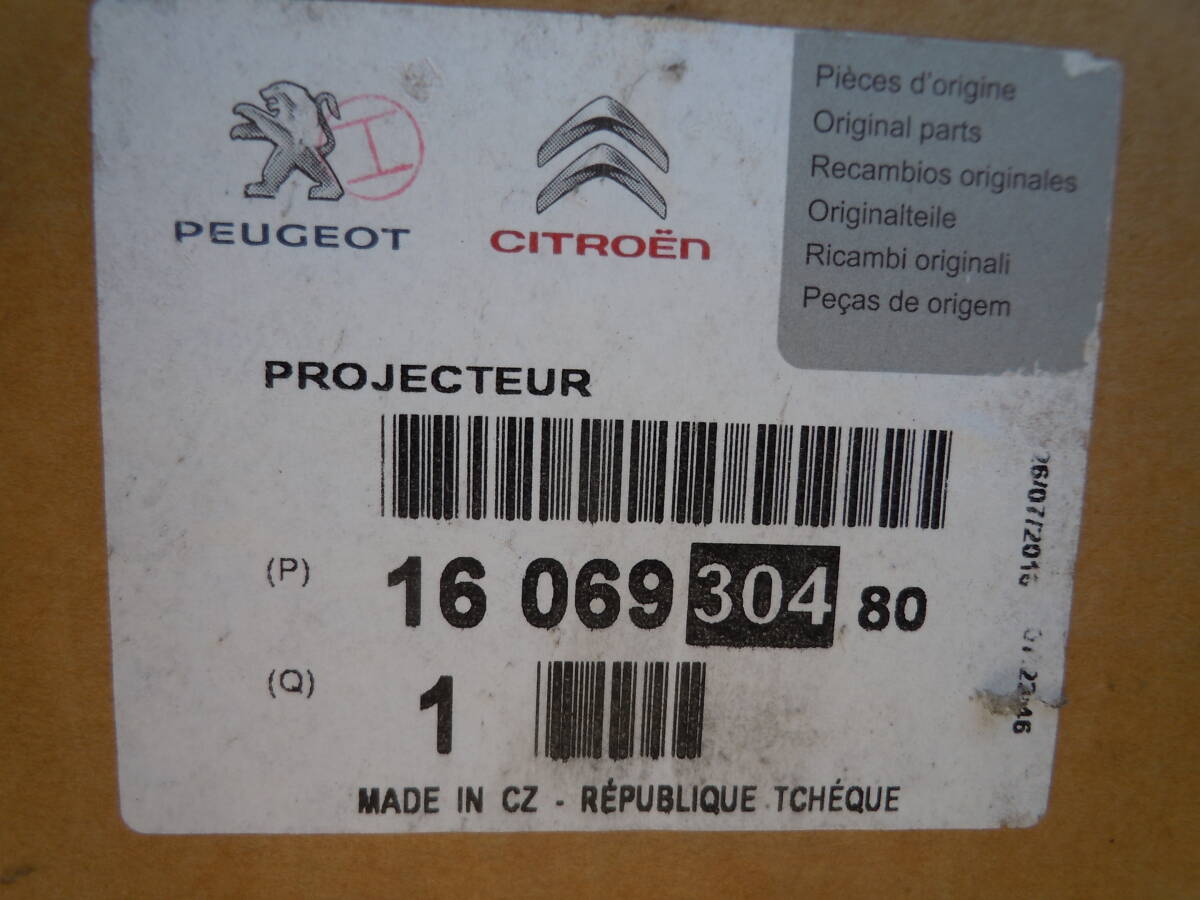 PEUGEOT
CITROËN
Pièces d'origine
Original parts
Recambios originales
Originalteile
Ricambi originali
Peças de origem
PROJECTEUR
(P) 16 069 304 80
(Q) 1
MADE IN CZ - RÉPUBLIQUE TCHÉQUE